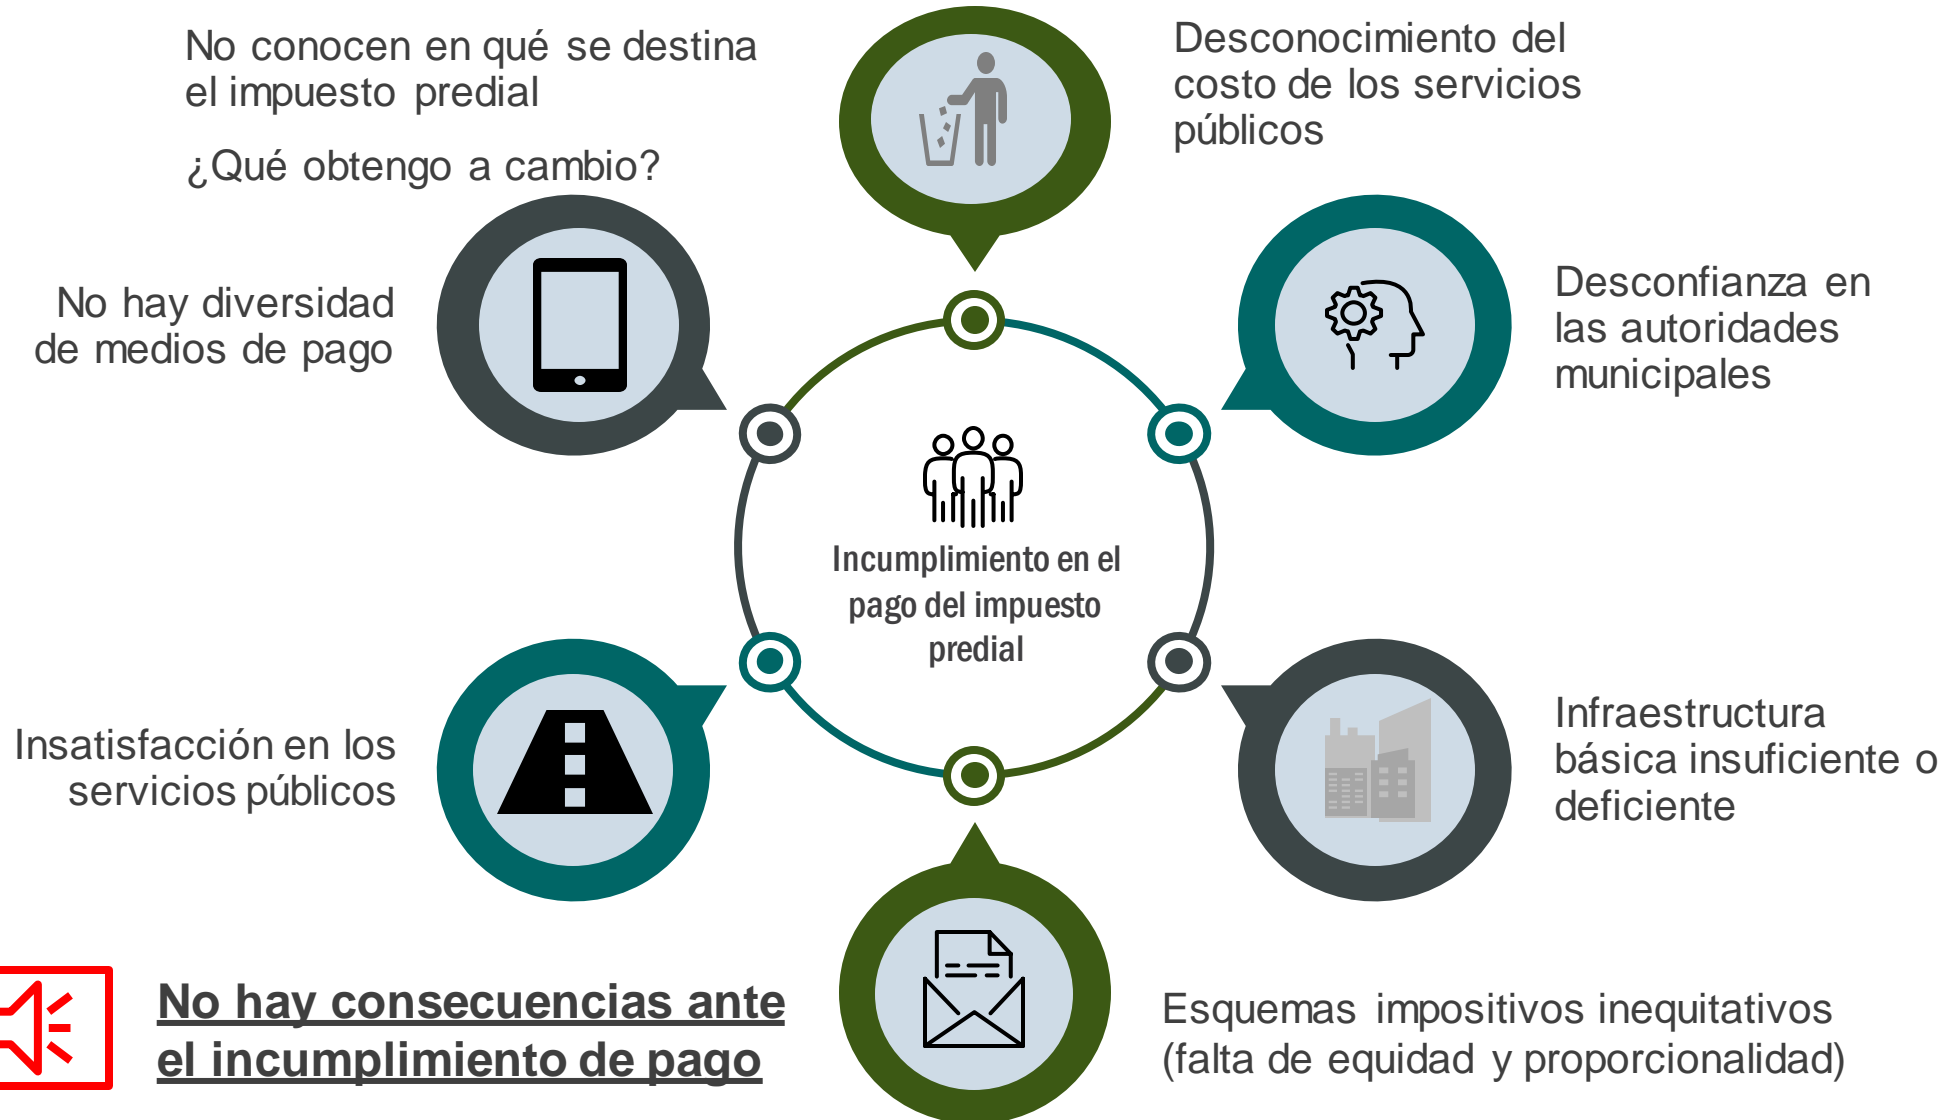 No conocen en qué se destina
el impuesto predial
¿Qué obtengo a cambio?
Desconocimiento del
costo de los servicios
públicos
No hay diversidad
de medios de pago
Desconfianza en
las autoridades
municipales
Incumplimiento en el
pago del impuesto
predial
Insatisfacción en los
servicios públicos
Infraestructura
básica insuficiente o
deficiente
No hay consecuencias ante
el incumplimiento de pago
Esquemas impositivos inequitativos
(falta de equidad y proporcionalidad)